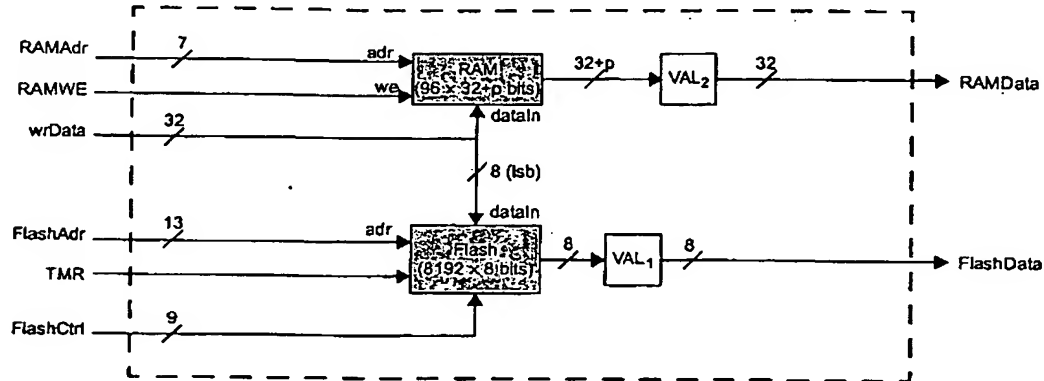 RAMAdr
7
adr
RAM
(96 × 32+p bits)
32+p
VAL2
32
RAMData
RAMWE
we
dataIn
wrData
32
8 (lsb)
dataIn
FlashAdr
13
adr
Flash
(8192 × 8 bits)
8
VAL1
8
FlashData
TMR
FlashCtrl
9